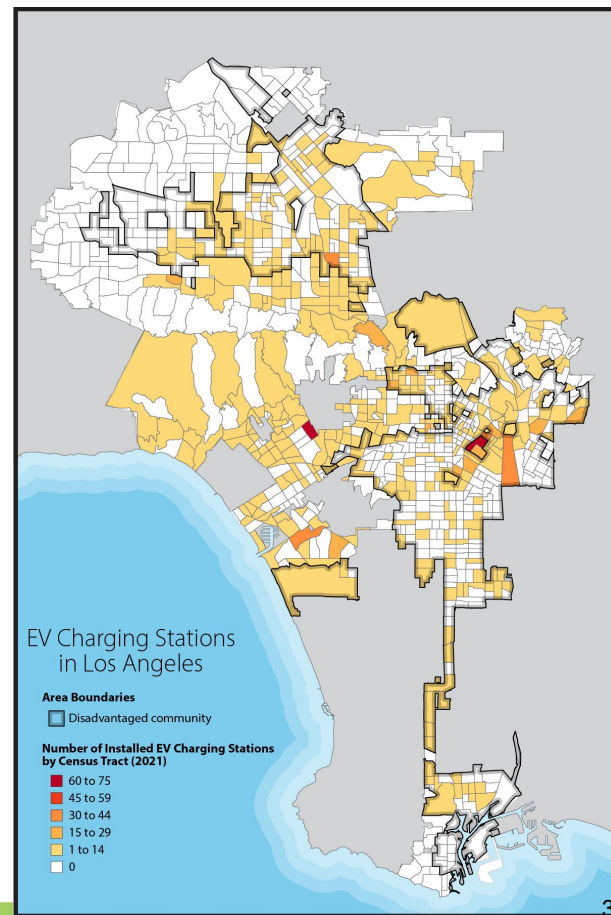 EV Charging Stations
in Los Angeles
Area Boundaries
Disadvantaged community
Number of Installed EV Charging Stations
by Census Tract (2021)
60 to 75
45 to 59
30 to 44
15 to 29
1 to 14
0
3